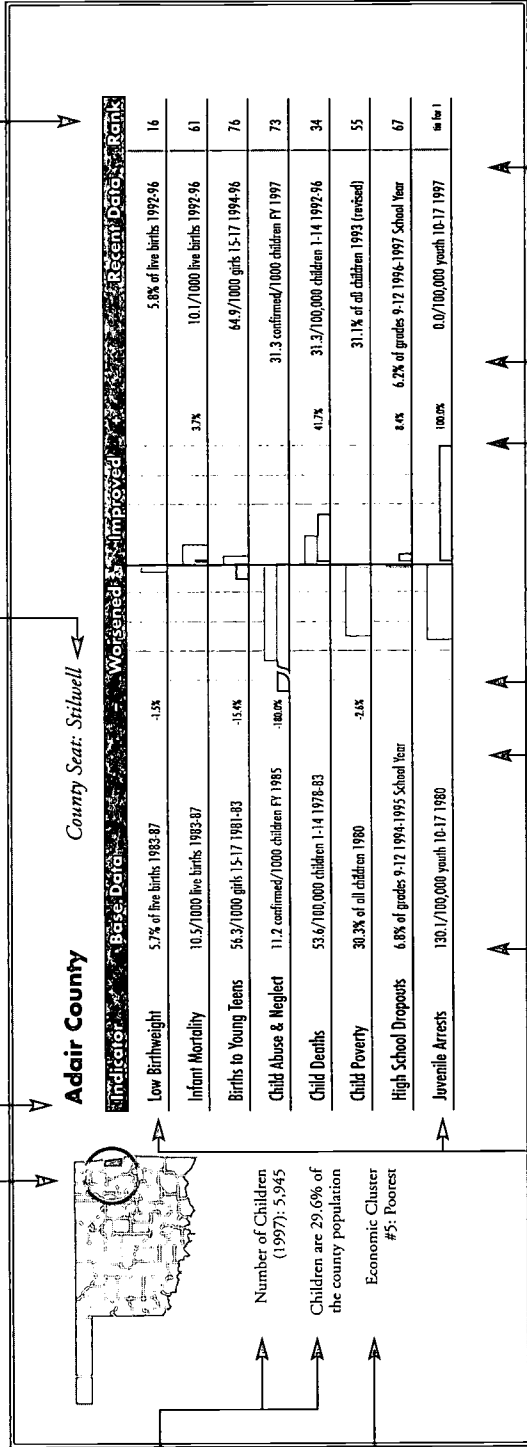 Adair County
County Seat: Stilwell
Indicator Base Data - Worsened Improved + Recent Data Rank
Low Birthweight 5.7% of live births 1983-87 -1.5% 5.8% of live births 1992-96 16
Infant Mortality 10.5/1000 live births 1983-87 3.7% 10.1/1000 live births 1992-96 61
Births to Young Teens 56.3/1000 girls 15-17 1981-83 -15.4% 64.9/1000 girls 15-17 1994-96 76
Child Abuse & Neglect 11.2 confirmed/1000 children FY 1985 -180.0% 31.3 confirmed/1000 children FY 1997 73
Child Deaths 53.6/100,000 children 1-14 1978-83 41.7% 31.3/100,000 children 1-14 1992-96 34
Child Poverty 30.3% of all children 1980 -2.6% 31.1% of all children 1993 (revised) 55
High School Dropouts 6.8% of grades 9-12 1994-1995 School Year 8.4% 6.2% of grades 9-12 1996-1997 School Year 67
Juvenile Arrests 130.1/100,000 youth 10-17 1980 100.0% 0.0/100,000 youth 10-17 1997 tie for 1
Number of Children
(1997): 5,945
Children are 29.6% of
the county population
Economic Cluster
#5: Poorest